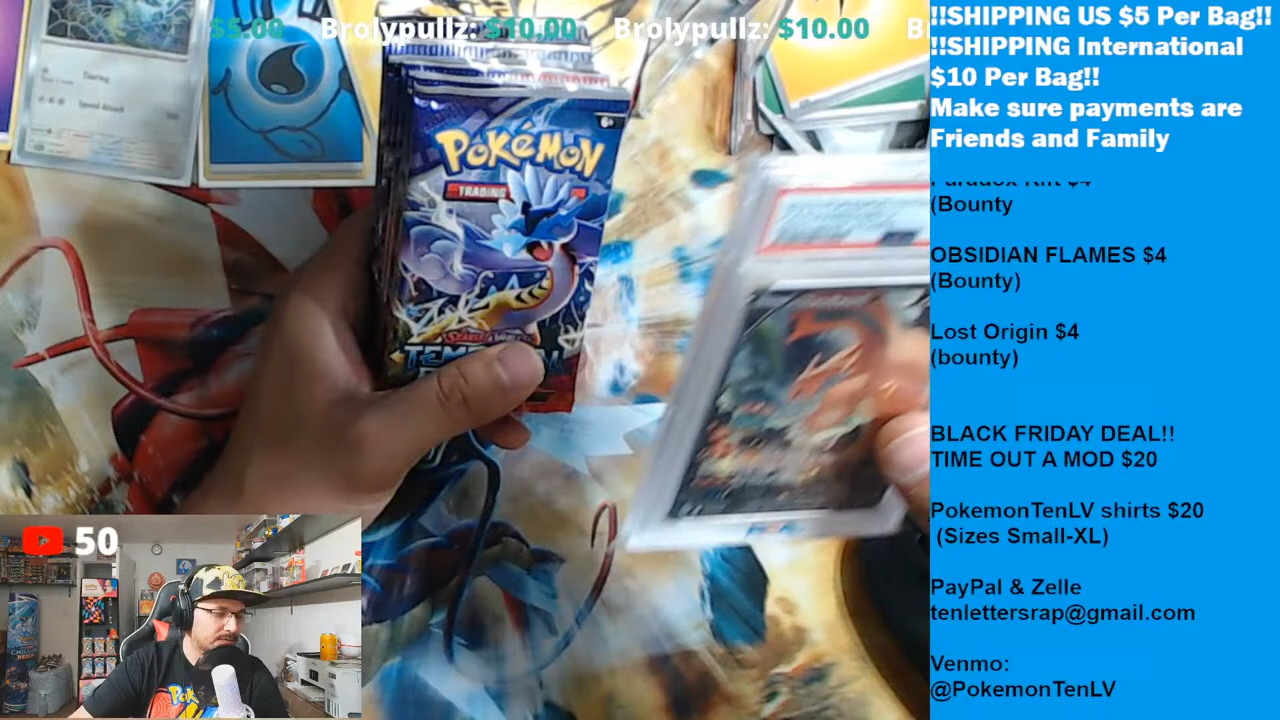 $5.00 Brolypullz: $10.00 Brolypullz: $10.00 B
!!SHIPPING US $5 Per Bag!!
!!SHIPPING International
$10 Per Bag!!
Make sure payments are
Friends and Family
Paradox Rift $4
(Bounty
OBSIDIAN FLAMES $4
(Bounty)
Lost Origin $4
(bounty)
BLACK FRIDAY DEAL!!
TIME OUT A MOD $20
PokemonTenLV shirts $20
(Sizes Small-XL)
PayPal & Zelle
tenlettersrap@gmail.com
Venmo:
@PokemonTenLV
POKéMON
TRADING
50